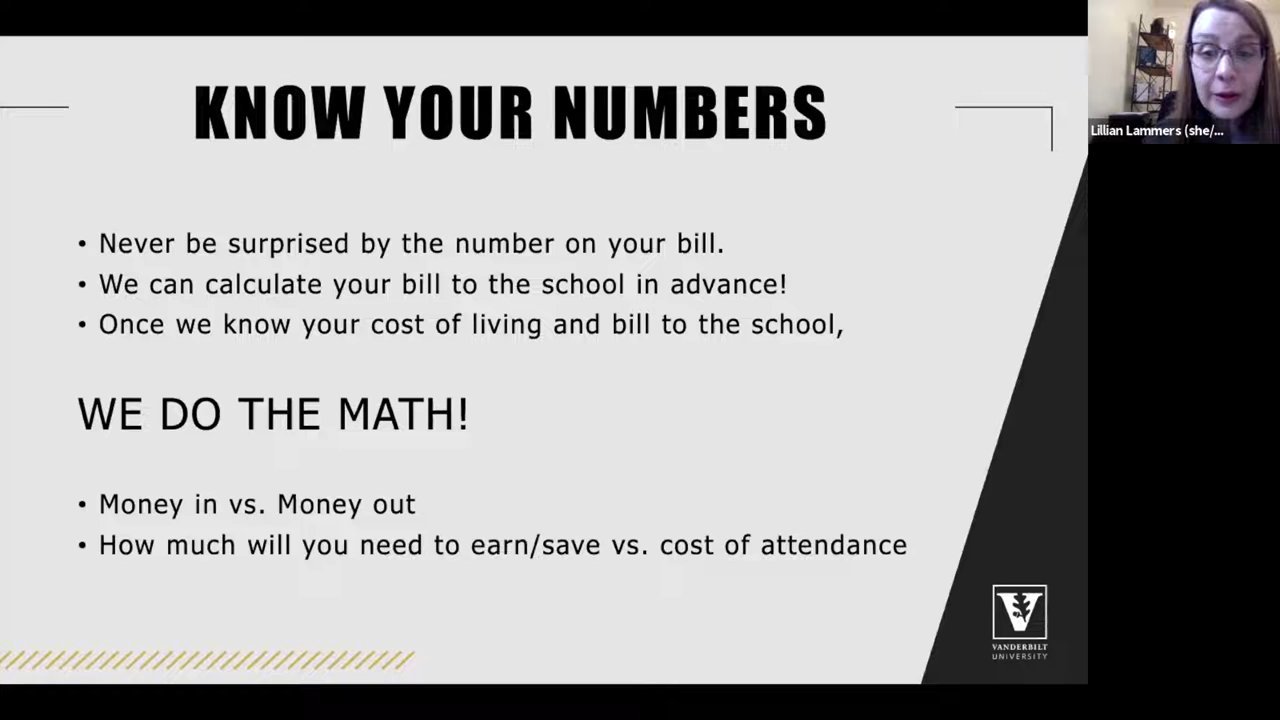 KNOW YOUR NUMBERS
Lillian Lammers (she/...
• Never be surprised by the number on your bill.
• We can calculate your bill to the school in advance!
• Once we know your cost of living and bill to the school,
WE DO THE MATH!
• Money in vs. Money out
• How much will you need to earn/save vs. cost of attendance
V
VANDERBILT
UNIVERSITY